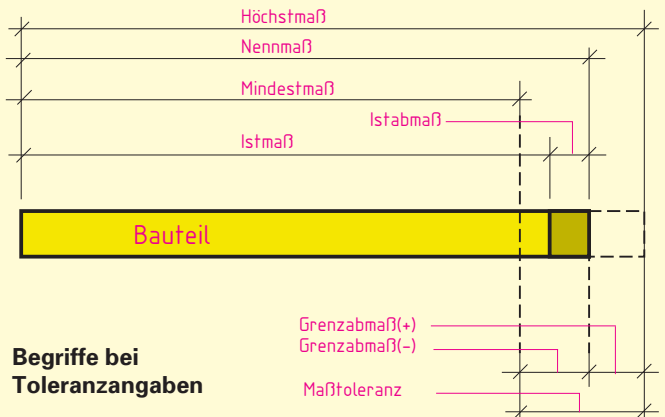 Höchstmaß
Nennmaß
Mindestmaß
Istabmaß
Istmaß
Bauteil
Grenzabmaß(+)
Grenzabmaß(-)
Maßtoleranz
Begriffe bei
Toleranzangaben